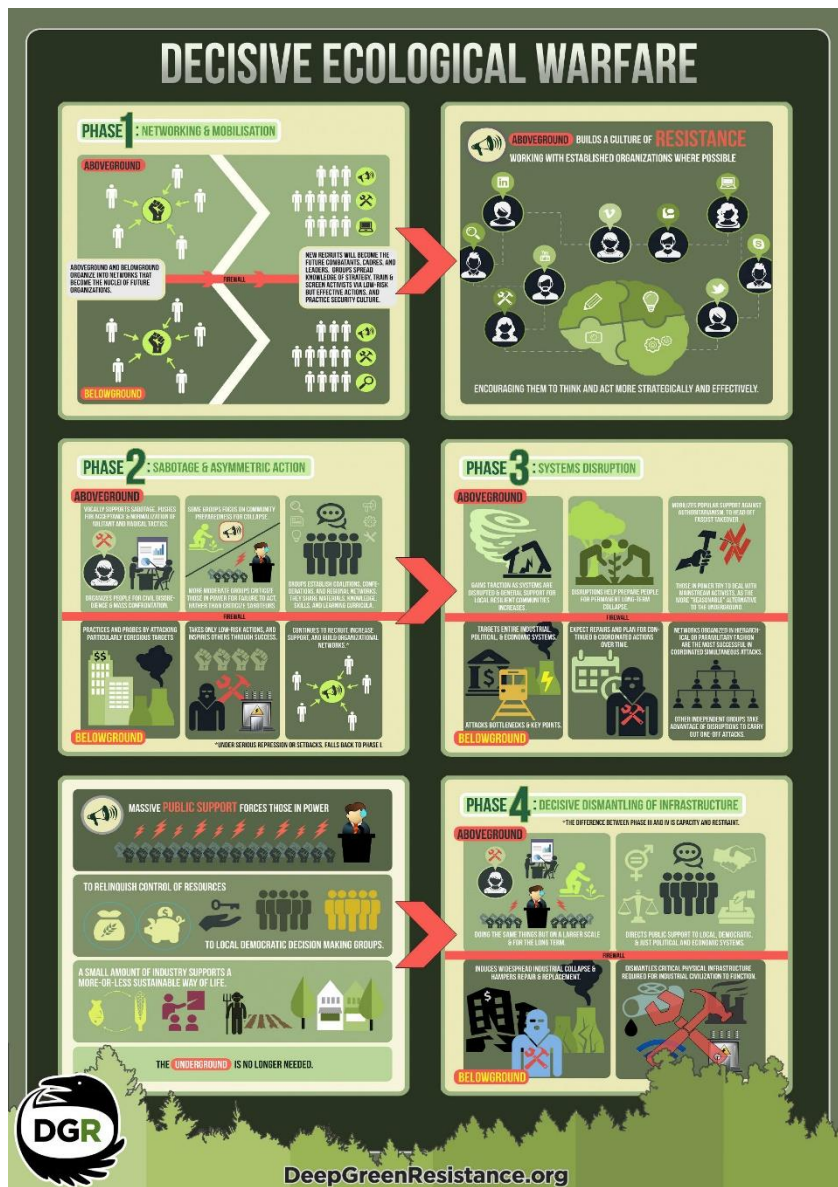 DECISIVE ECOLOGICAL WARFARE
PHASE 1: NETWORKING & MOBILISATION
ABOVEGROUND
ABOVEGROUND AND BELOWGROUND
ORGANIZE INTO NETWORKS THAT
BECOME THE NUCLEI OF FUTURE
ORGANIZATIONS.
FIREWALL
NEW RECRUITS WILL BECOME THE
FUTURE COMBATANTS, CADRES, AND
LEADERS. GROUPS SPREAD
KNOWLEDGE OF STRATEGY, TRAIN &
SCREEN ACTIVISTS VIA LOW-RISK
BUT EFFECTIVE ACTIONS, AND
PRACTICE SECURITY CULTURE.
BELOWGROUND
ABOVEGROUND BUILDS A CULTURE OF RESISTANCE
WORKING WITH ESTABLISHED ORGANIZATIONS WHERE POSSIBLE
in
ENCOURAGING THEM TO THINK AND ACT MORE STRATEGICALLY AND EFFECTIVELY.
PHASE 2: SABOTAGE & ASYMMETRIC ACTION
ABOVEGROUND
VOCALLY SUPPORTS SABOTAGE. PUSHES
FOR ACCEPTANCE & NORMALIZATION OF
MILITANT AND RADICAL TACTICS.
ORGANIZES PEOPLE FOR CIVIL DISOBE-
DIENCE & MASS CONFRONTATION.
SOME GROUPS FOCUS ON COMMUNITY
PREPAREDNESS FOR COLLAPSE.
MORE MODERATE GROUPS CRITIQUE
THOSE IN POWER FOR FAILURE TO ACT,
GROUPS ESTABLISH COALITIONS, CONFE-
DERATIONS, AND REGIONAL NETWORKS.
THEY SHARE MATERIALS, KNOWLEDGE,
SKILLS, AND LEARNING CURRICULA.
FIREWALL
PRACTICES AND PROBES BY ATTACKING
PARTICULARLY EGREGIOUS TARGETS
$$
TAKES ONLY LOW-RISK ACTIONS, AND
INSPIRES OTHERS THROUGH SUCCESS.
CONTINUES TO RECRUIT, INCREASE
SUPPORT, AND BUILD ORGANIZATIONAL
NETWORKS.*
BELOWGROUND
*UNDER SERIOUS REPRESSION OR SETBACKS, FALLS BACK TO PHASE I.
PHASE 3: SYSTEMS DISRUPTION
ABOVEGROUND
GAINS TRACTION AS SYSTEMS ARE
DISRUPTED & GENERAL SUPPORT FOR
LOCAL RESILIENT COMMUNITIES
INCREASES.
DISRUPTIONS HELP PREPARE PEOPLE
FOR PERMANENT LONG-TERM
COLLAPSE.
MOBILIZES POPULAR SUPPORT AGAINST
AUTHORITARIANISM, TO HEAD OFF
FASCIST TAKEOVER.
THOSE IN POWER TRY TO DEAL WITH
MAINSTREAM ACTIVISTS, AS THE
MORE "REASONABLE" ALTERNATIVE
TO THE UNDERGROUND.
FIREWALL
TARGETS ENTIRE INDUSTRIAL,
POLITICAL, & ECONOMIC SYSTEMS.
$
ATTACKS BOTTLENECKS & KEY POINTS.
EXPECT REPAIRS AND PLAN FOR CON-
TINUED & COORDINATED ACTIONS
OVER TIME.
NETWORKS ORGANIZED IN HIERARCH-
ICAL OR PARAMILITARY FASHION
ARE THE MOST SUCCESSFUL IN
COORDINATED SIMULTANEOUS ATTACKS.
OTHER INDEPENDENT GROUPS TAKE
ADVANTAGE OF DISRUPTIONS TO CARRY
OUT ONE-OFF ATTACKS.
BELOWGROUND
MASSIVE PUBLIC SUPPORT FORCES THOSE IN POWER
TO RELINQUISH CONTROL OF RESOURCES
$
TO LOCAL DEMOCRATIC DECISION MAKING GROUPS.
A SMALL AMOUNT OF INDUSTRY SUPPORTS A
MORE-OR-LESS SUSTAINABLE WAY OF LIFE.
THE UNDERGROUND IS NO LONGER NEEDED.
PHASE 4: DECISIVE DISMANTLING OF INFRASTRUCTURE
*THE DIFFERENCE BETWEEN PHASE III AND IV IS CAPACITY AND RESTRAINT.
ABOVEGROUND
DOING THE SAME THINGS BUT ON A LARGER SCALE
& FOR THE LONG TERM.
DIRECTS PUBLIC SUPPORT TO LOCAL, DEMOCRATIC,
& JUST POLITICAL AND ECONOMIC SYSTEMS.
FIREWALL
INDUCES WIDESPREAD INDUSTRIAL COLLAPSE &
HAMPERS REPAIR & REPLACEMENT.
$
DISMANTLES CRITICAL PHYSICAL INFRASTRUCTURE
REQUIRED FOR INDUSTRIAL CIVILIZATION TO FUNCTION.
BELOWGROUND
DGR
DeepGreenResistance.org